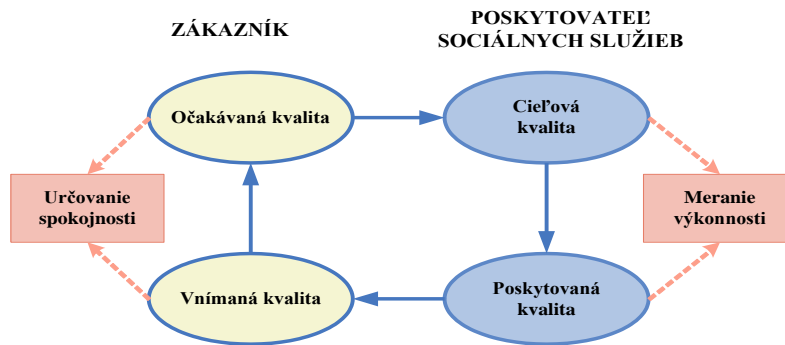 ZÁKAZNÍK
POSKYTOVATEĽ
SOCIÁLNYCH SLUŽIEB
Očakávaná kvalita
Cieľová
kvalita
Určovanie
spokojnosti
Meranie
výkonnosti
Vnímaná kvalita
Poskytovaná
kvalita